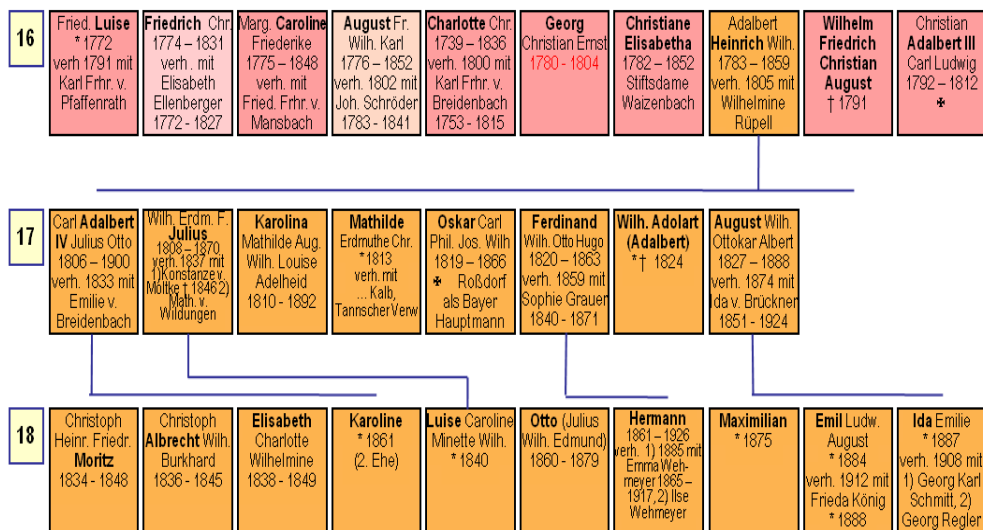 16
Fried. Luise
* 1772
verh 1791 mit
Karl Frhr. v.
Pfaffenrath
Friedrich Chr.
1774 – 1831
verh. mit
Elisabeth
Ellenberger
1772 - 1827
Marg. Caroline
Friederike
1775 – 1848
verh. mit
Fried. Frhr. v.
Mansbach
August Fr.
Wilh. Karl
1776 – 1852
verh. 1802 mit
Joh. Schröder
1783 - 1841
Charlotte Chr.
1739 – 1836
verh. 1800 mit
Karl Frhr. v.
Breidenbach
1753 - 1815
Georg
Christian Ernst
1780 - 1804
Christiane
Elisabetha
1782 – 1852
Stiftsdame
Waizenbach
Adalbert
Heinrich Wilh.
1783 – 1859
verh. 1805 mit
Wilhelmine
Rüpell
Wilhelm
Friedrich
Christian
August
† 1791
Christian
Adalbert III
Carl Ludwig
1792 – 1812
✠
17
Carl Adalbert
IV Julius Otto
1806 – 1900
verh. 1833 mit
Emilie v.
Breidenbach
Wilh. Erdm. F.
Julius
1808 – 1870
verh. 1837 mit
1)Konstanze v.
Moltke † 1846 2)
Math. v.
Wildungen
Karolina
Mathilde Aug.
Wilh. Louise
Adelheid
1810 - 1892
Mathilde
Erdmuthe Chr.
*1813
verh. mit
... Kalb,
Tannscher Verw
Oskar Carl
Phil. Jos. Wilh
1819 – 1866
✠ Roßdorf
als Bayer
Hauptmann
Ferdinand
Wilh. Otto Hugo
1820 – 1863
verh. 1859 mit
Sophie Grauer
1840 - 1871
Wilh. Adolart
(Adalbert)
*† 1824
August Wilh.
Ottokar Albert
1827 – 1888
verh. 1874 mit
Ida v. Brückner
1851 - 1924
18
Christoph
Heinr. Friedr.
Moritz
1834 - 1848
Christoph
Albrecht Wilh.
Burkhard
1836 - 1845
Elisabeth
Charlotte
Wilhelmine
1838 - 1849
Karoline
* 1861
(2. Ehe)
Luise Caroline
Minette Wilh.
* 1840
Otto (Julius
Wilh. Edmund)
1860 - 1879
Hermann
1861 – 1926
verh. 1) 1885 mit
Emma Weh-
meyer 1865 –
1917, 2) Ilse
Wehrmeyer
Maximilian
* 1875
Emil Ludw.
August
* 1884
verh. 1912 mit
Frieda König
* 1888
Ida Emilie
* 1887
verh. 1908 mit
1) Georg Karl
Schmitt, 2)
Georg Regler